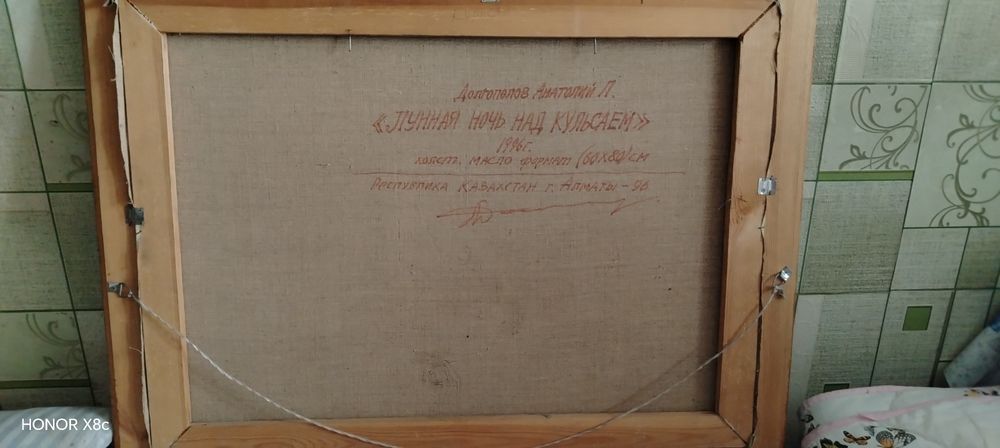 Долгополов Анатолий Л.
«ЛУННАЯ НОЧЬ НАД КУЛЬСАЕМ»
1996г.
холст, масло формат (60х80)см
Республика Казахстан г. Алматы - 96
HONOR X8c